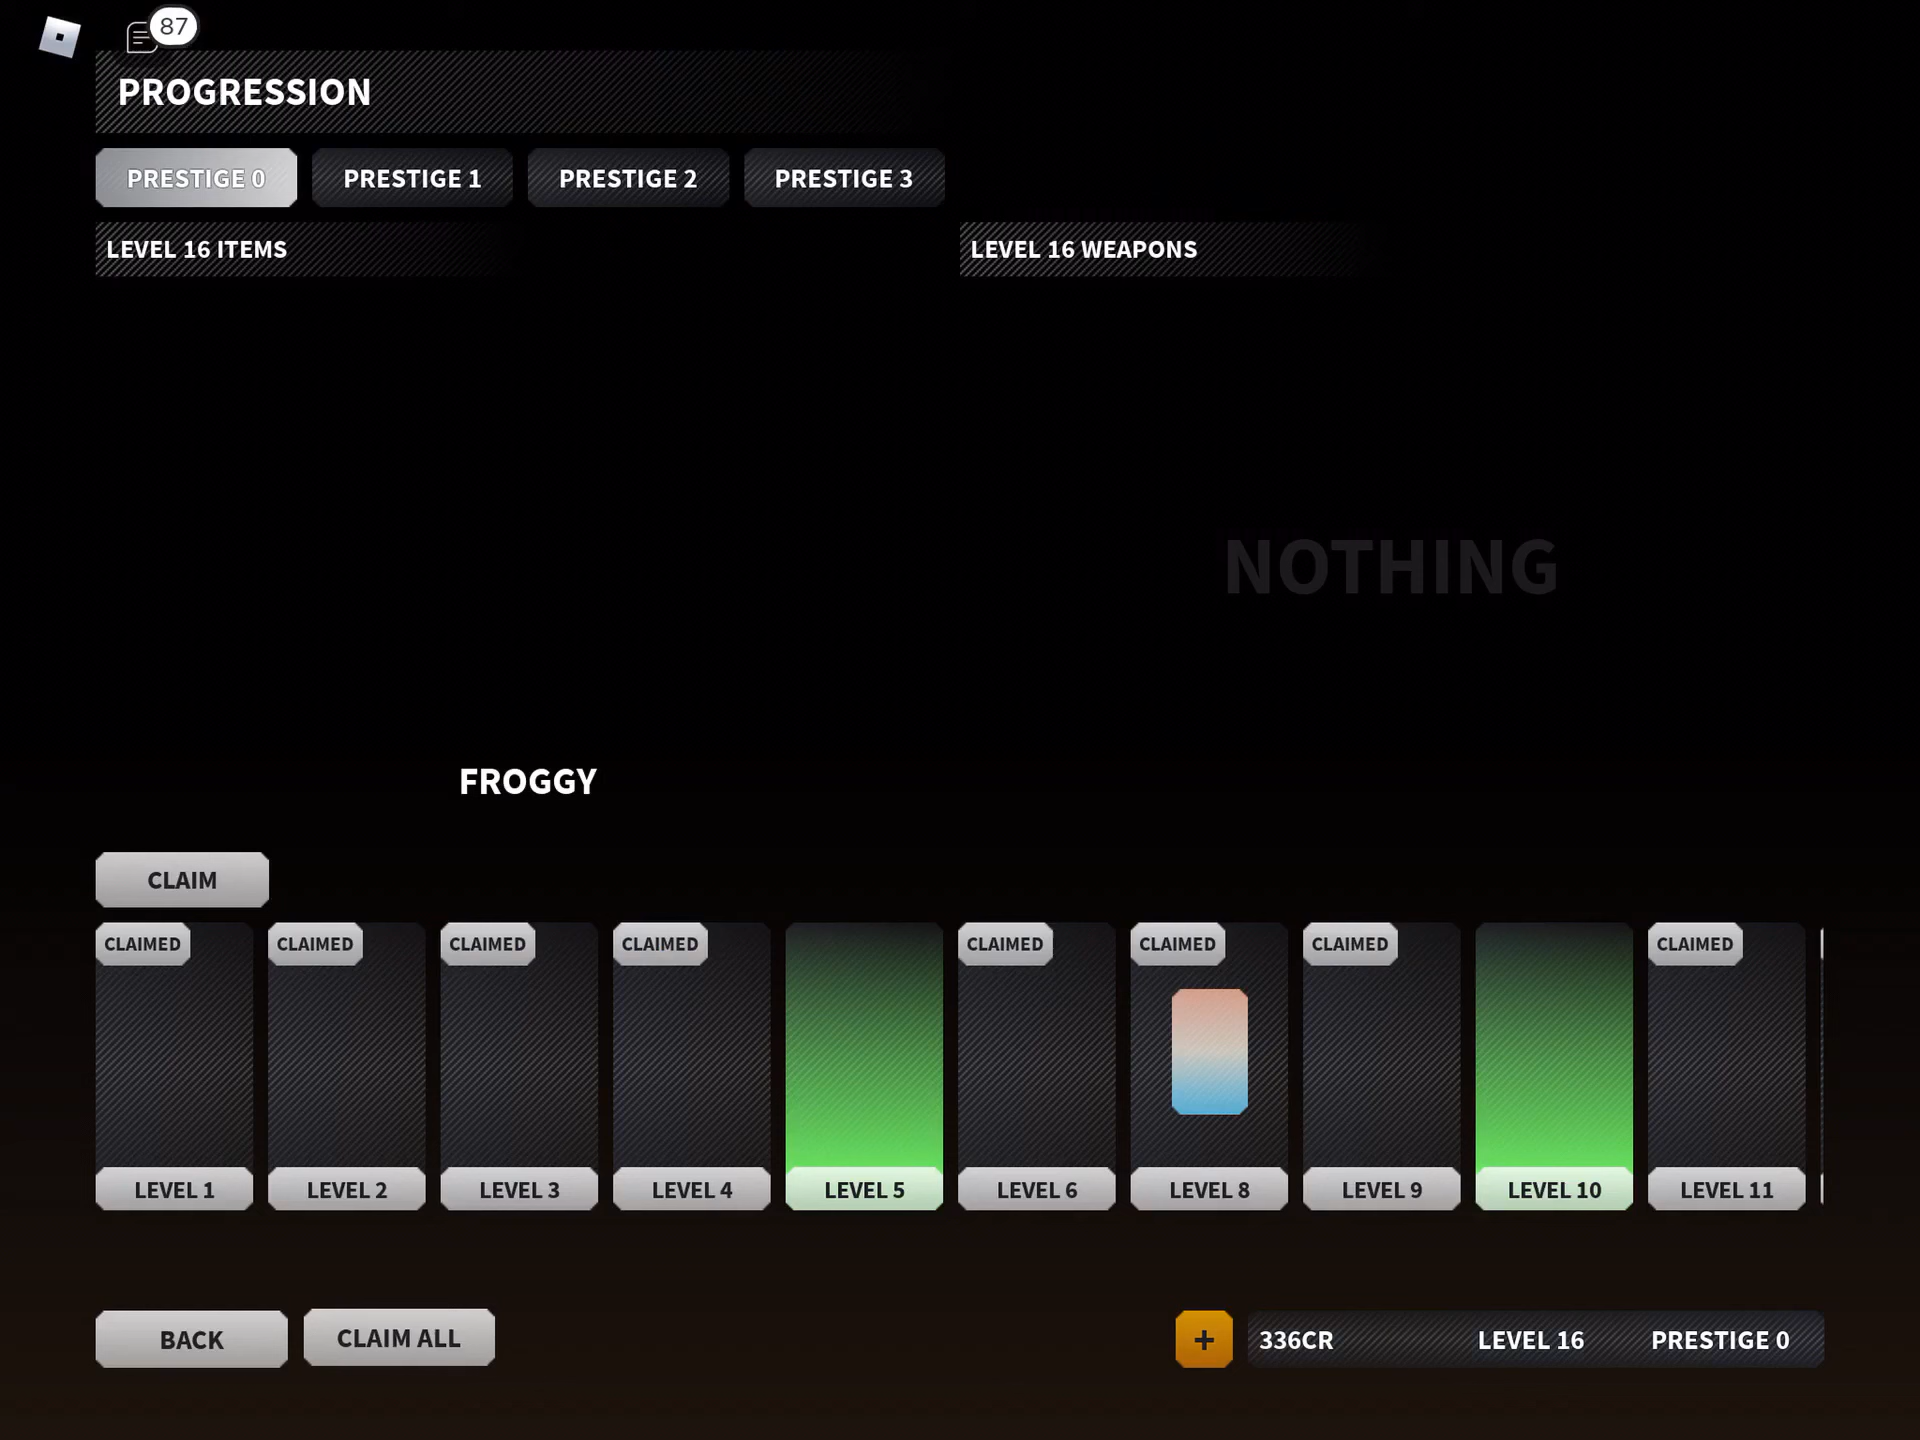 87
PROGRESSION
PRESTIGE 0
PRESTIGE 1
PRESTIGE 2
PRESTIGE 3
LEVEL 16 ITEMS
LEVEL 16 WEAPONS
NOTHING
FROGGY
CLAIM
CLAIMED
CLAIMED
CLAIMED
CLAIMED
CLAIMED
CLAIMED
CLAIMED
CLAIMED
LEVEL 1
LEVEL 2
LEVEL 3
LEVEL 4
LEVEL 5
LEVEL 6
LEVEL 8
LEVEL 9
LEVEL 10
LEVEL 11
BACK
CLAIM ALL
+
336CR
LEVEL 16
PRESTIGE 0